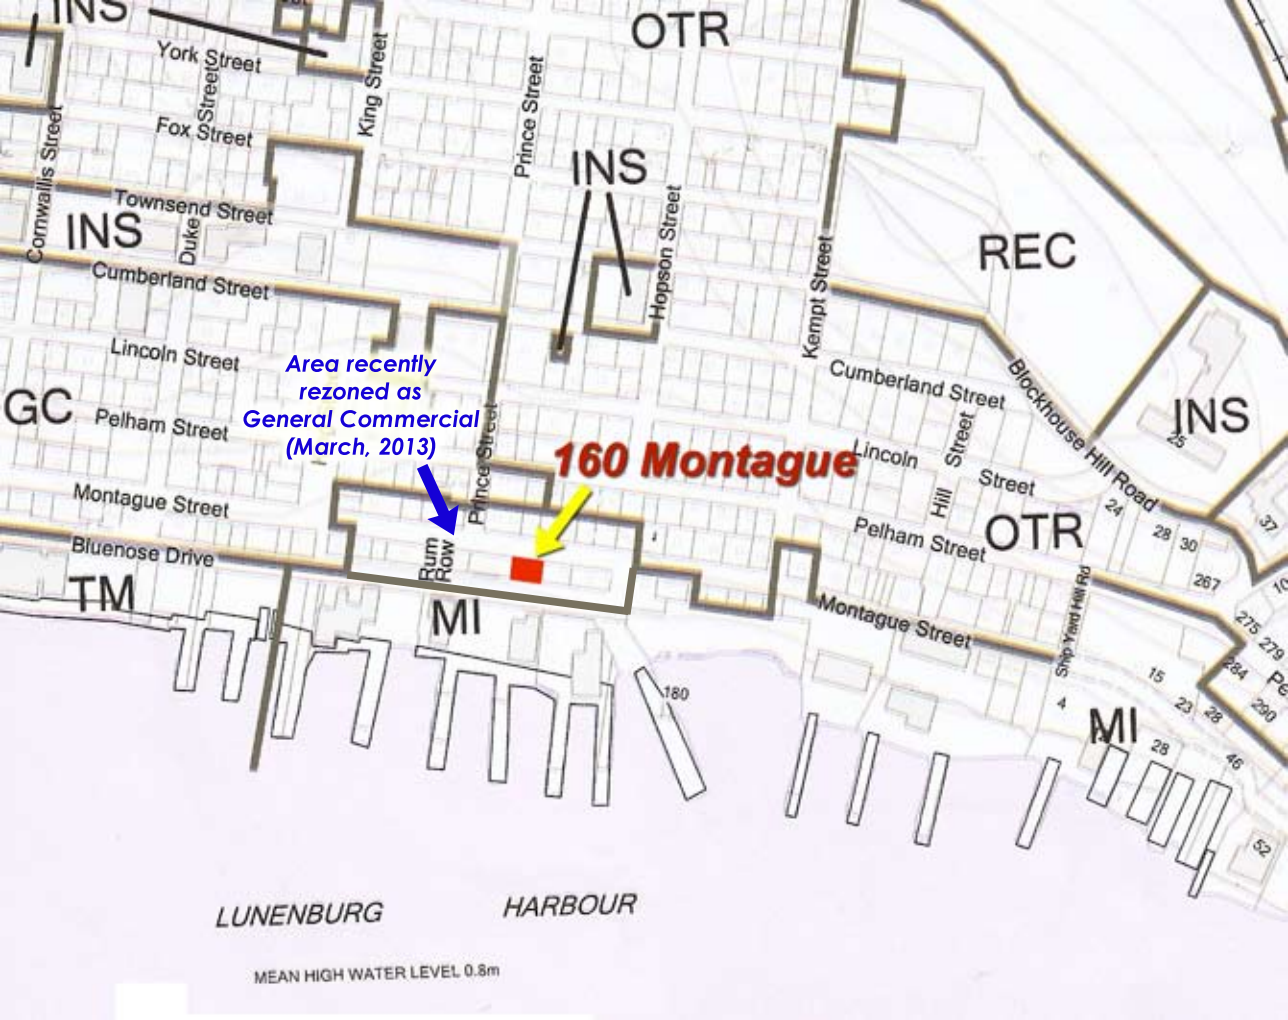 INS
OTR
York Street
Street
King Street
Prince Street
Fox Street
Cornwallis Street
INS
Townsend Street
Hopson Street
INS
Duke
REC
Kempt Street
Cumberland Street
Lincoln Street
Area recently
rezoned as
General Commercial
(March, 2013)
Cumberland Street
Blockhouse Hill Road
INS
25
GC
Pelham Street
Prince Street
160 Montague
Lincoln
Street
Hill
Street
Montague Street
Pelham Street
OTR
24
28
30
37
Bluenose Drive
Rum
Row
267
TM
MI
Montague Street
Ship Yard Hill Rd
275
279
284
290
180
15
4
23
28
MI
28
46
52
LUNENBURG HARBOUR
MEAN HIGH WATER LEVEL 0.8m